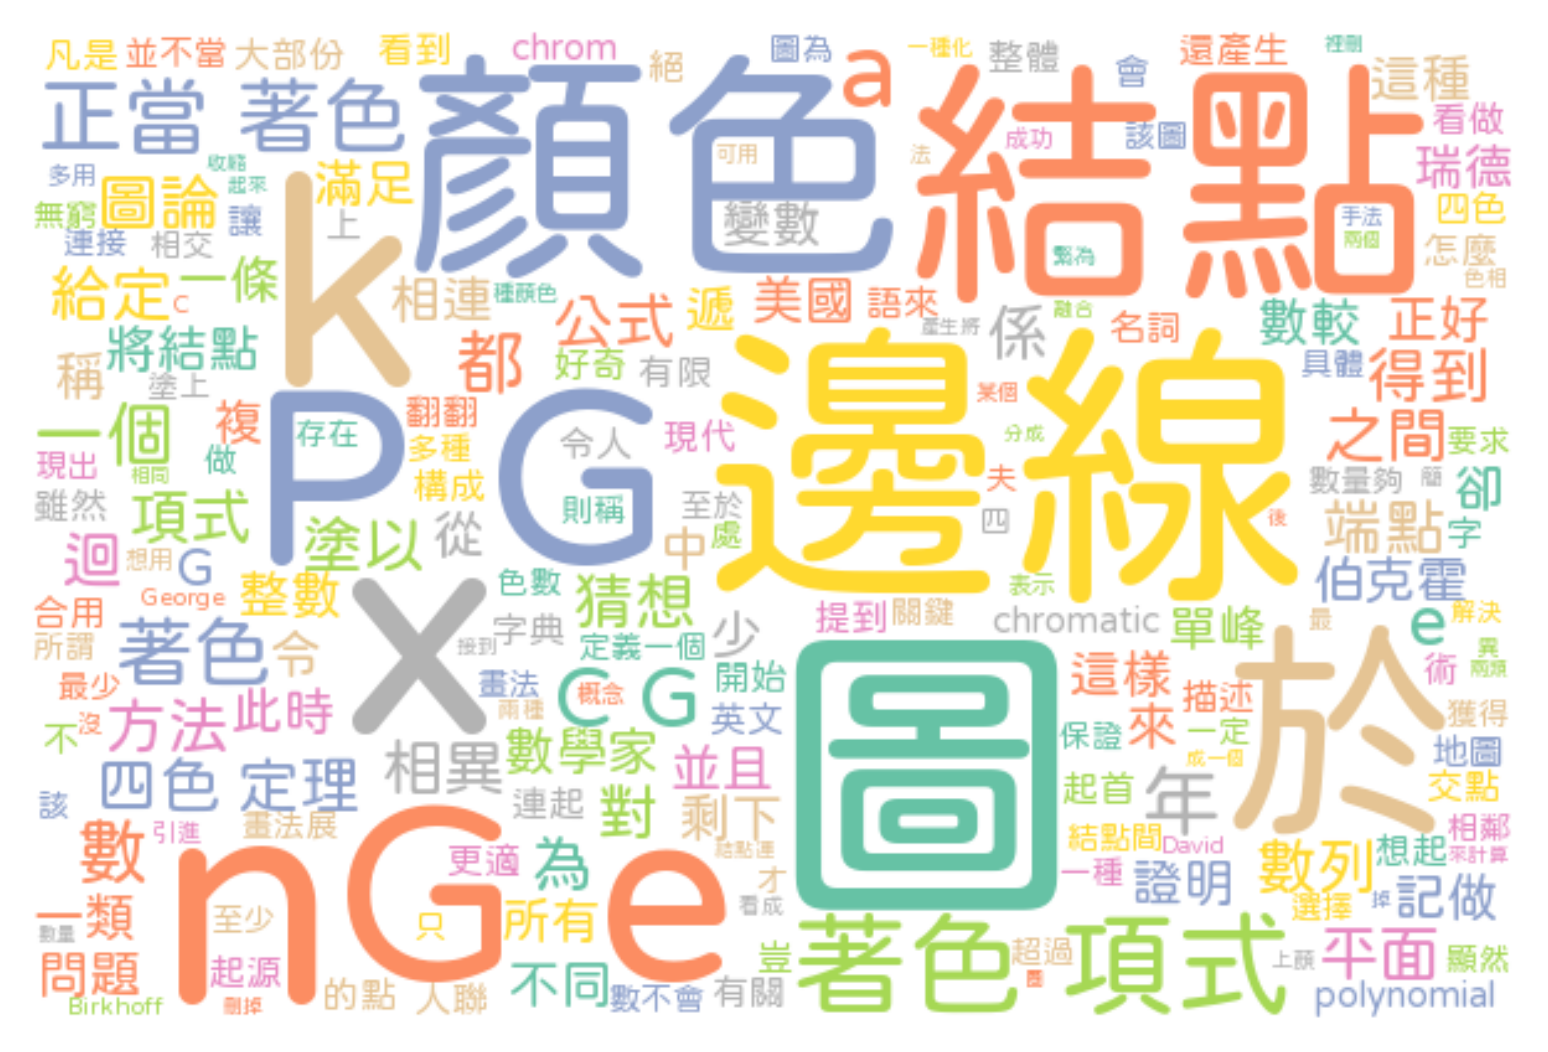 凡是 並不當 大部份 看到 chrom 絕 圖為 a 一種化 整體 會 還產生 裡刪 這種
正當 著色 顏色 結點 看做
多用 收縮 起來 可用 法 成功 該圖 瑞德
無窮 圖論 讓 滿足 上 變數 手法 兩個 四色
連接 相交 k 繫為 怎麼 色相
給定 c 一條 相連 種顏色 公式 遞 美國 語來 產生將 係 融合 名詞 數較 正好
將結點 稱 塗上 都 好奇 有限 邊線 某個 具體 得到
一個 複 翻翻 多種 存在 P G 令人 現代 分成 之間 要求
現出 相同 做 構成 則稱 至於 夫 數量夠 簡 卻
雖然 項式 塗以 從 中 處 四 後 端點 字
迴 想用 G 整數 x 色數 猜想 表示 伯克霍
合用 George 字典 定義一個 少 提到 關鍵 chromatic 單峰 最 e 解決
所謂 著色 令 接到 圖 這樣 於 術 異 兩類
最少 沒 方法 此時 畫法 兩種 C G 概念 開始 英文 保證 來 描述 一定 獲得
不 相異 數學家 並且 成一個 地圖
該 四色 定理 連起 對 剩下 起首 年 交點
數 引進 畫法展 nGe 更適 為 結點連 結點間 David 數列 想起 相鄰 來計算
一類 數量 至少 只 所有 才 看成 一種 證明 選擇 掉 記做
問題 起源 的點 人聯 不同 豈 著色 項式 超過 圈 上顏 平面 顯然
Birkhoff 刪掉 數不會 有關 polynomial